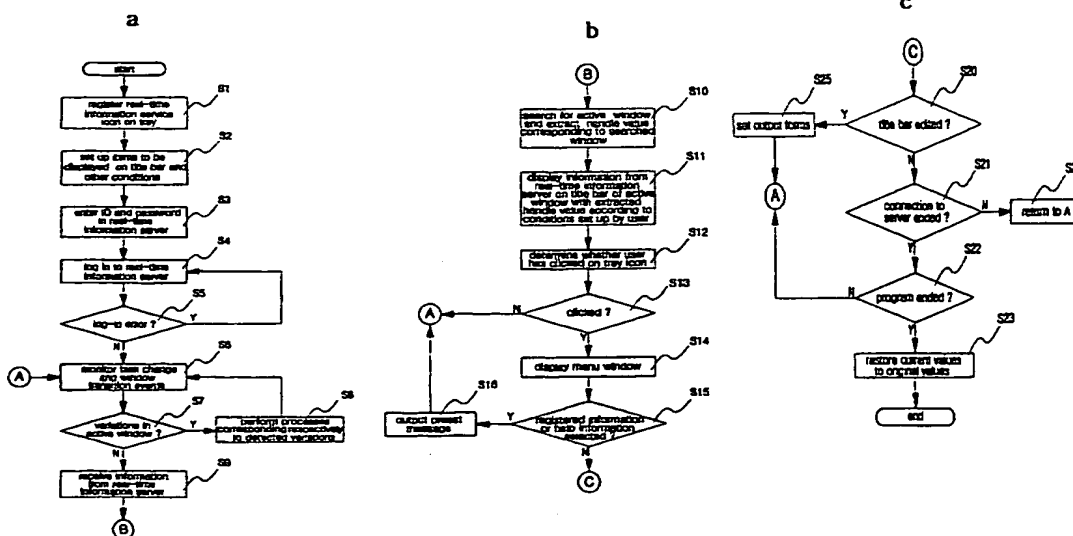 a
start
S1
register real-time
information service
icon on tray
S2
set up items to be
displayed on title bar and
other conditions
S3
enter ID and password
in real-time
information server
S4
log in to real-time
information server
S5
log-in error ?
Y
N
S6
A
monitor task change
and window
transition events
S7
variations in
active window ?
Y
S8
perform processes
corresponding respectively
to detected variations
N
S9
receive information
from real-time
information server
B
b
B
S10
search for active window
and extract handle value
corresponding to searched
window
S11
display information from
real-time information
server on title bar of active
window with extracted
handle value according to
conditions set up by user
S12
determine whether user
has clicked on tray icon
S13
clicked ?
N
A
Y
S14
display menu window
S15
registered information
or help information
selected ?
Y
S16
output preset
message
N
C
c
C
S20
title bar edited ?
Y
S25
set output items
A
N
S21
connection to
server ended ?
N
return to A
Y
S22
program ended ?
N
Y
S23
restore current values
to original values
end